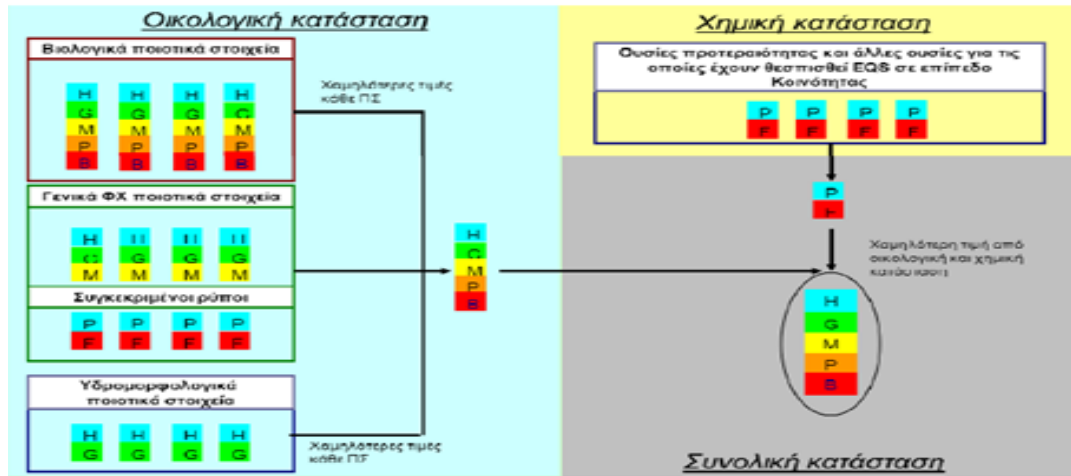 Οικολογική κατάσταση
Βιολογικά ποιοτικά στοιχεία
H H H H
G G G C
M M M M
P P P P
B B B B
Χαμηλότερες τιμές
κάθε ΠΣ
Γενικά ΦΧ ποιοτικά στοιχεία
H H H H
C G G G
M M M M
Συγκεκριμένοι ρύποι
P P P P
F F F F
Υδρομορφολογικά
ποιοτικά στοιχεία
H H H H
G G G G
Χαμηλότερες τιμές
κάθε ΠΣ
H
C
M
P
B
Χημική κατάσταση
Ουσίες προτεραιότητας και άλλες ουσίες για τις
οποίες έχουν θεσπισθεί EQS σε επίπεδο
Κοινότητας
P P P P
F F F F
P
F
Χαμηλότερη τιμή από
οικολογική και χημική
κατάσταση
H
G
M
P
B
Συνολική κατάσταση